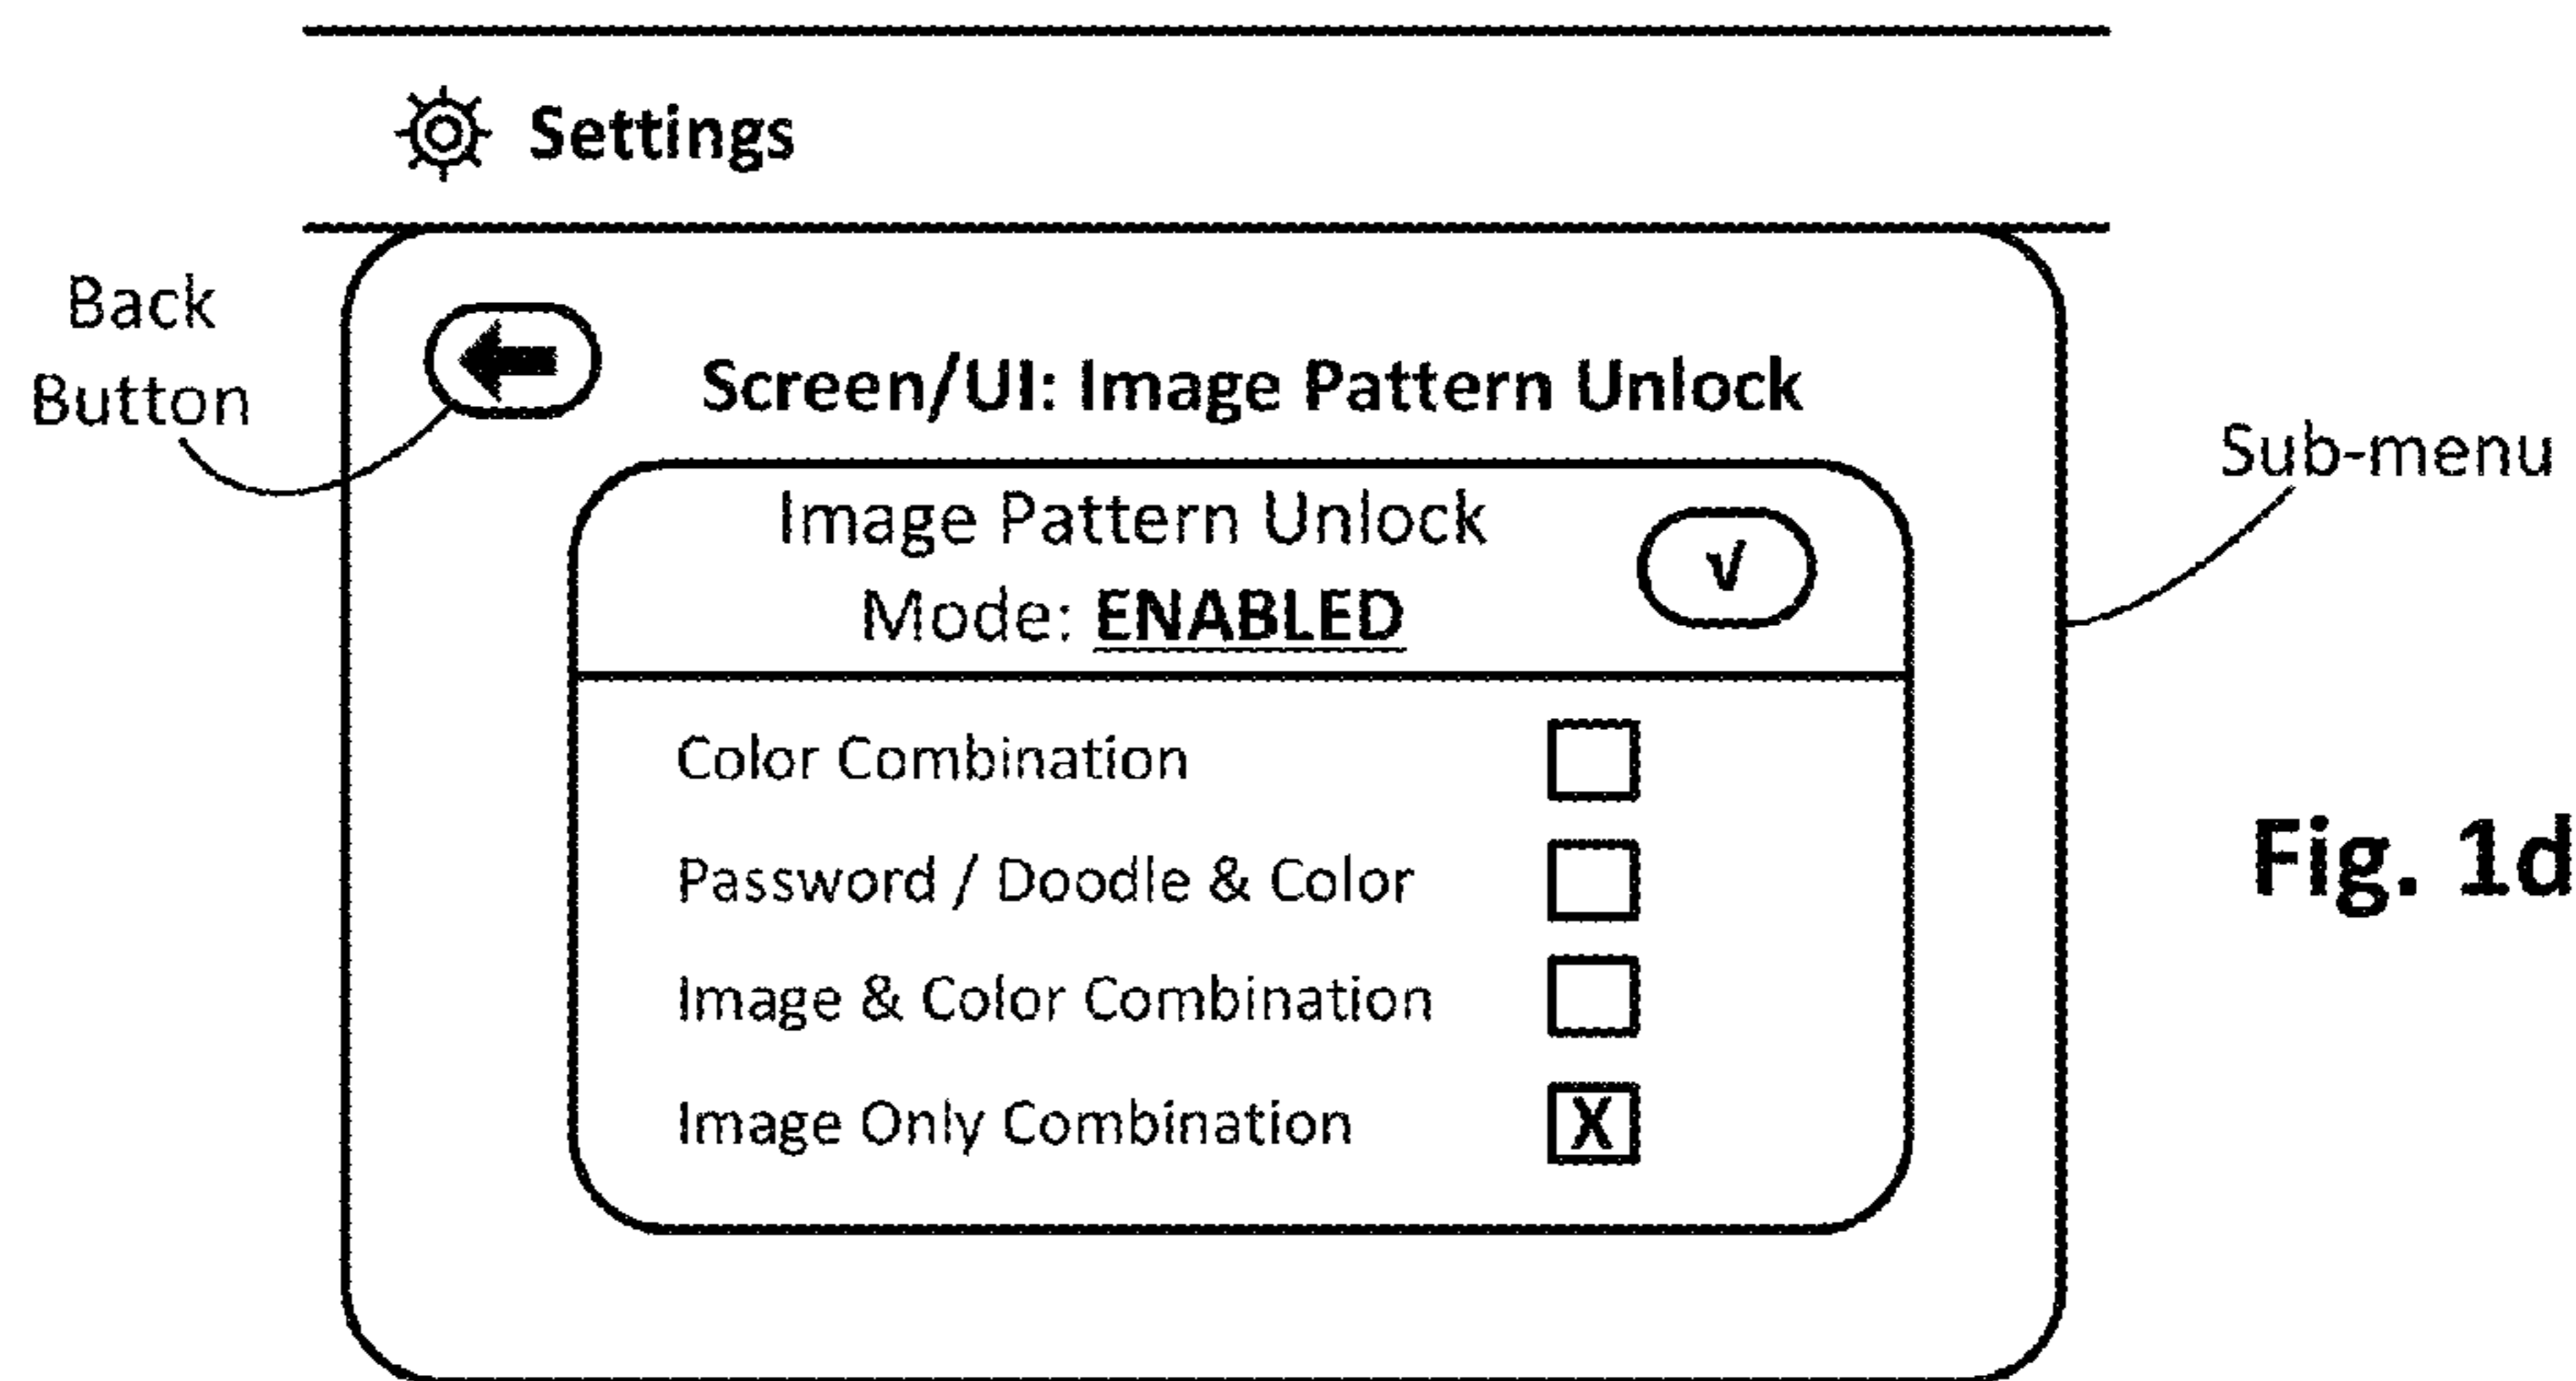 Settings
Back
Button
Screen/UI: Image Pattern Unlock
Sub-menu
Image Pattern Unlock
Mode: ENABLED
√
Color Combination
Password / Doodle & Color
Image & Color Combination
Image Only Combination X
Fig. 1d